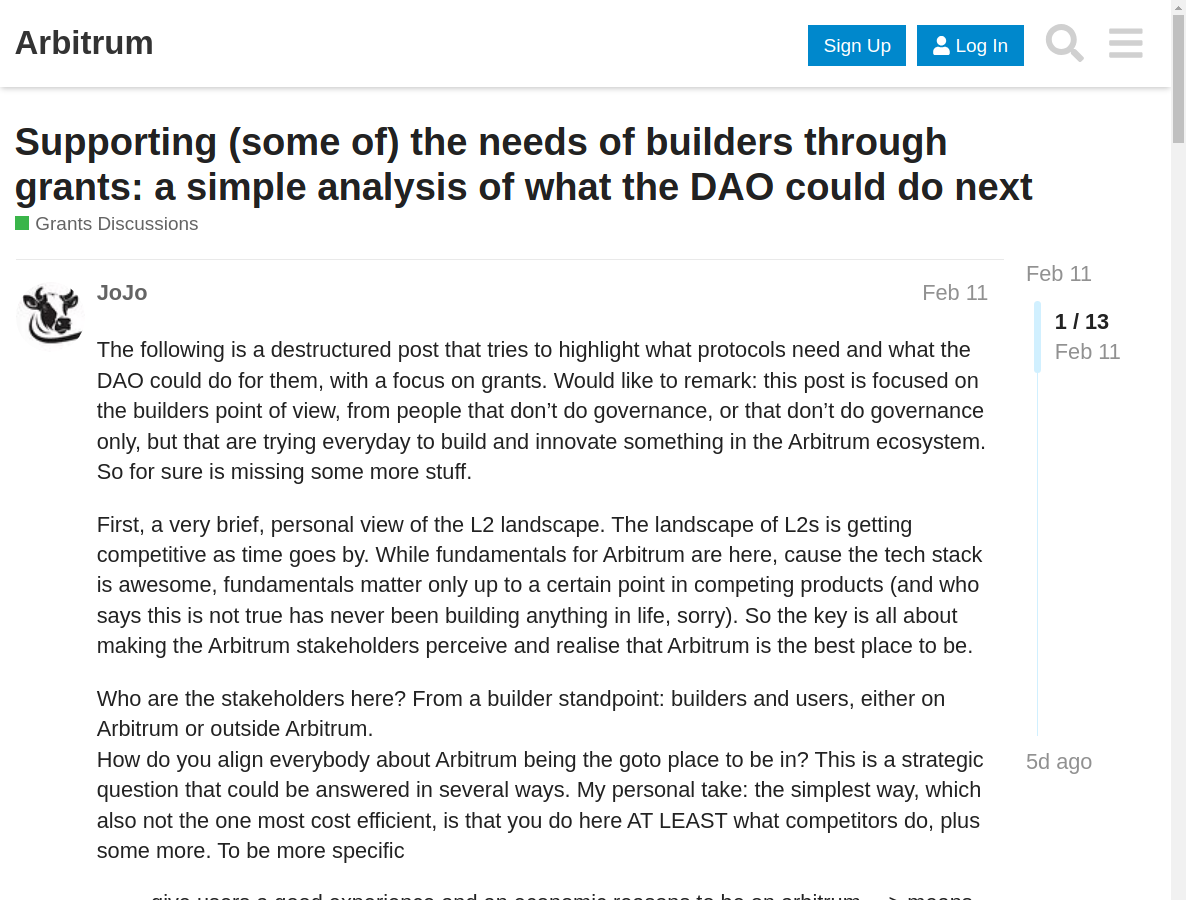 Arbitrum
Sign Up
Log In
Supporting (some of) the needs of builders through
grants: a simple analysis of what the DAO could do next
Grants Discussions
JoJo
Feb 11
The following is a destructured post that tries to highlight what protocols need and what the
DAO could do for them, with a focus on grants. Would like to remark: this post is focused on
the builders point of view, from people that don’t do governance, or that don’t do governance
only, but that are trying everyday to build and innovate something in the Arbitrum ecosystem.
So for sure is missing some more stuff.
First, a very brief, personal view of the L2 landscape. The landscape of L2s is getting
competitive as time goes by. While fundamentals for Arbitrum are here, cause the tech stack
is awesome, fundamentals matter only up to a certain point in competing products (and who
says this is not true has never been building anything in life, sorry). So the key is all about
making the Arbitrum stakeholders perceive and realise that Arbitrum is the best place to be.
Who are the stakeholders here? From a builder standpoint: builders and users, either on
Arbitrum or outside Arbitrum.
How do you align everybody about Arbitrum being the goto place to be in? This is a strategic
question that could be answered in several ways. My personal take: the simplest way, which
also not the one most cost efficient, is that you do here AT LEAST what competitors do, plus
some more. To be more specific
give users a good experience and an economic reasons to be on arbitrum —> means
Feb 11
1 / 13
Feb 11
5d ago